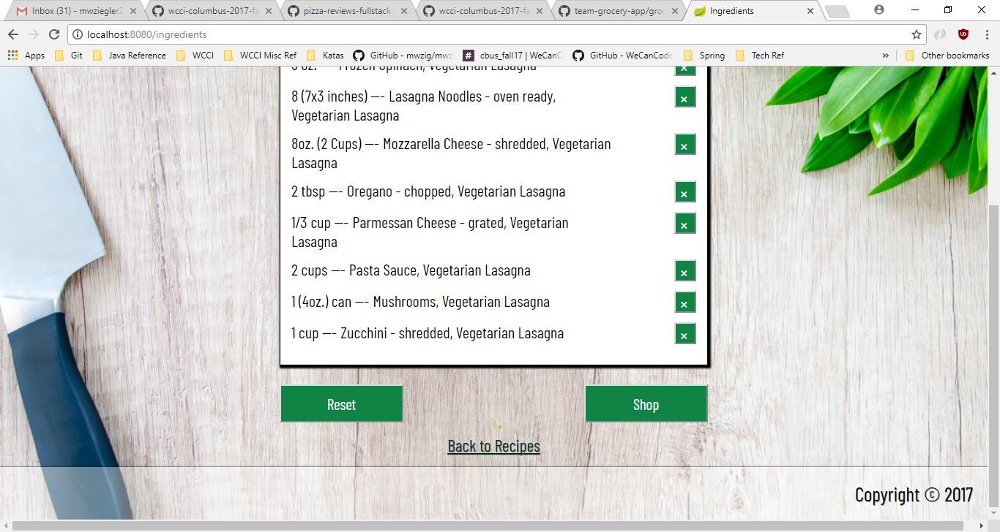 Inbox (31) - mwziegler2
wcci-columbus-2017-fa
pizza-reviews-fullstack-
wcci-columbus-2017-fa
team-grocery-app/groc
Ingredients
localhost:8080/ingredients
Apps
Git
Java Reference
WCCI
WCCI Misc Ref
Katas
GitHub - mwzig/mwz
cbus_fall17 | WeCanC
GitHub - WeCanCode
Spring
Tech Ref
»
Other bookmarks
oz. --- Frozen Spinach, Vegetarian Lasagna
8 (7x3 inches) --- Lasagna Noodles - oven ready,
Vegetarian Lasagna
8oz. (2 Cups) --- Mozzarella Cheese - shredded, Vegetarian
Lasagna
2 tbsp --- Oregano - chopped, Vegetarian Lasagna
1/3 cup --- Parmessan Cheese - grated, Vegetarian
Lasagna
2 cups --- Pasta Sauce, Vegetarian Lasagna
1 (4oz.) can --- Mushrooms, Vegetarian Lasagna
1 cup --- Zucchini - shredded, Vegetarian Lasagna
Reset
Shop
Back to Recipes
Copyright © 2017